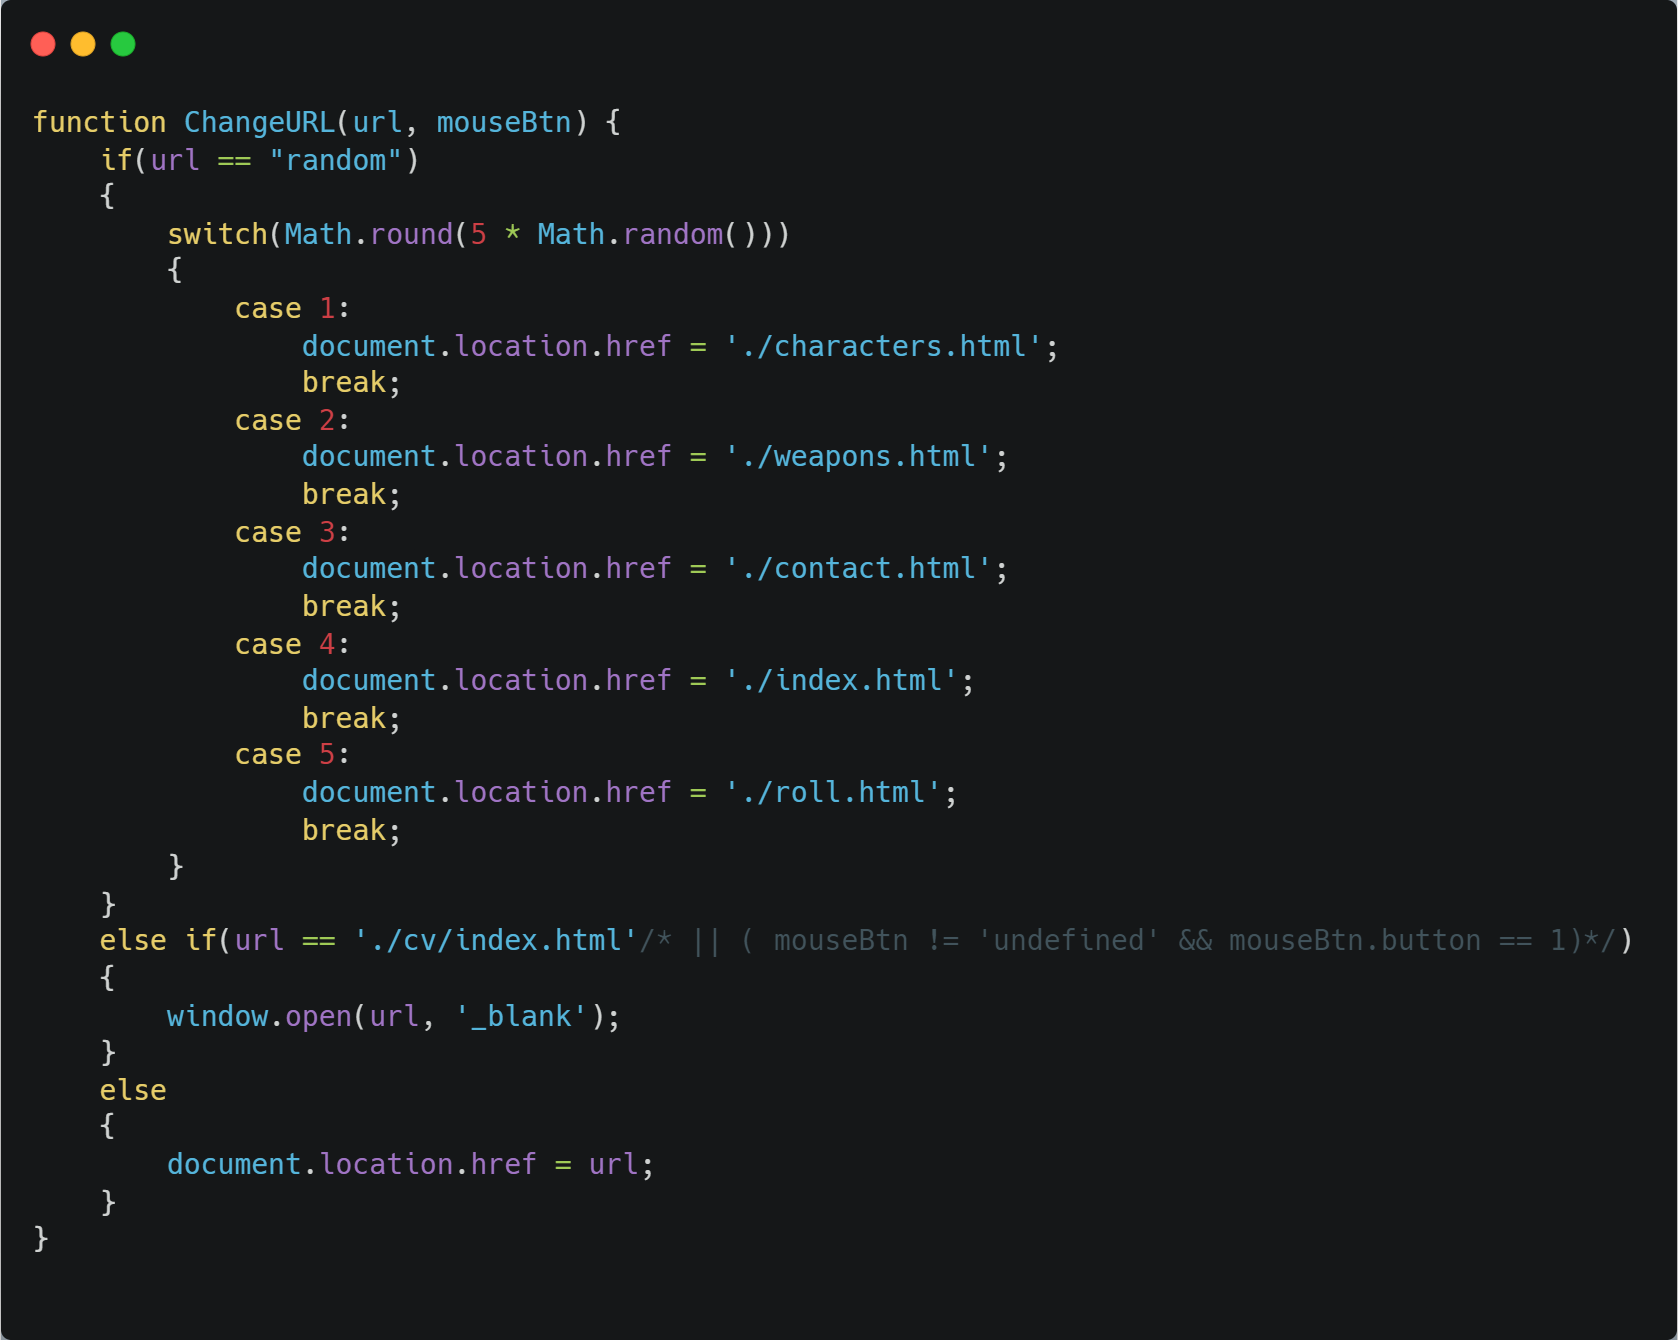 function ChangeURL(url, mouseBtn) {
    if(url == "random")
    {
        switch(Math.round(5 * Math.random()))
        {
            case 1:
                document.location.href = './characters.html';
                break;
            case 2:
                document.location.href = './weapons.html';
                break;
            case 3:
                document.location.href = './contact.html';
                break;
            case 4:
                document.location.href = './index.html';
                break;
            case 5:
                document.location.href = './roll.html';
                break;
        }
    }
    else if(url == './cv/index.html'/* || ( mouseBtn != 'undefined' && mouseBtn.button == 1)*/)
    {
        window.open(url, '_blank');
    }
    else
    {
        document.location.href = url;
    }
}